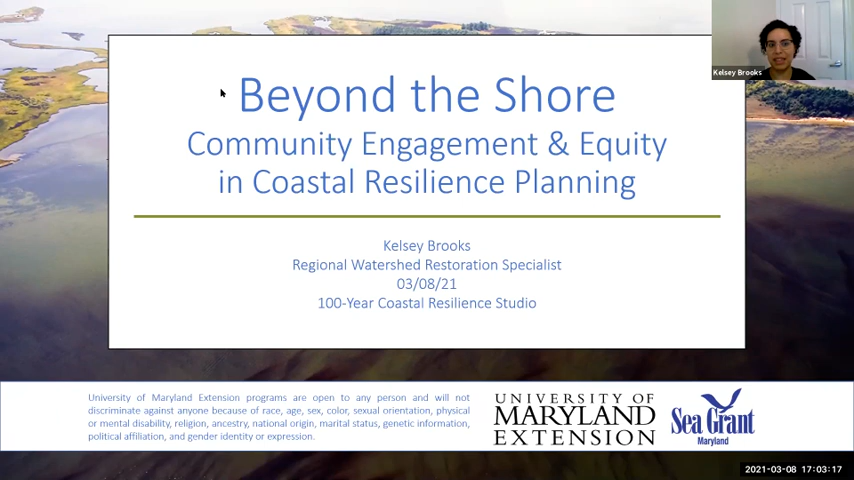 Kelsey Brooks
Beyond the Shore
Community Engagement & Equity
in Coastal Resilience Planning
Kelsey Brooks
Regional Watershed Restoration Specialist
03/08/21
100-Year Coastal Resilience Studio
University of Maryland Extension programs are open to any person and will not
discriminate against anyone because of race, age, sex, color, sexual orientation, physical
or mental disability, religion, ancestry, national origin, marital status, genetic information,
political affiliation, and gender identity or expression.
UNIVERSITY OF
MARYLAND
EXTENSION
Sea Grant
Maryland
2021-03-08 17:03:17